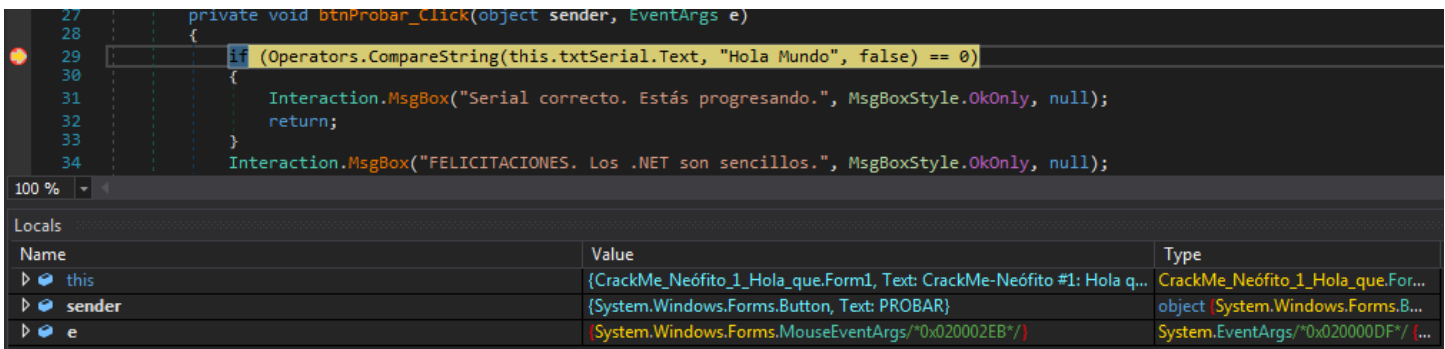 27 private void btnProbar_Click(object sender, EventArgs e)
28 {
29 if (Operators.CompareString(this.txtSerial.Text, "Hola Mundo", false) == 0)
30 {
31 Interaction.MsgBox("Serial correcto. Estás progresando.", MsgBoxStyle.OkOnly, null);
32 return;
33 }
34 Interaction.MsgBox("FELICITACIONES. Los .NET son sencillos.", MsgBoxStyle.OkOnly, null);
100 %
Locals
Name Value Type
this {CrackMe_Neófito_1_Hola_que.Form1, Text: CrackMe-Neófito #1: Hola q... CrackMe_Neófito_1_Hola_que.For...
sender {System.Windows.Forms.Button, Text: PROBAR} object {System.Windows.Forms.B...
e {System.Windows.Forms.MouseEventArgs/*0x020002EB*/} System.EventArgs/*0x020000DF*/ {...